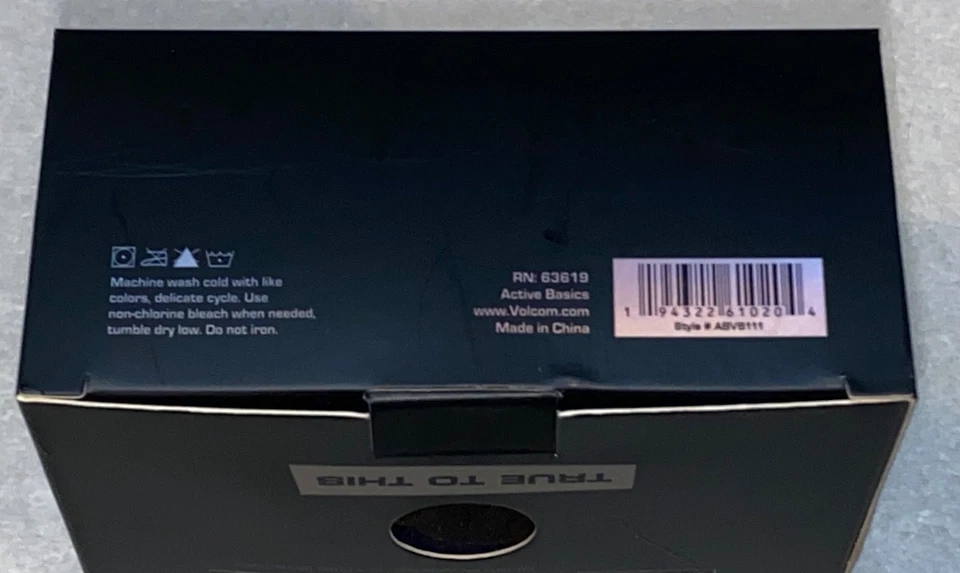 Machine wash cold with like
colors, delicate cycle. Use
non-chlorine bleach when needed,
tumble dry low. Do not iron.
RN: 63619
Active Basics
www.Volcom.com
Made in China
1 94322 61020 4
Style # ABVB111
TRUE TO THIS